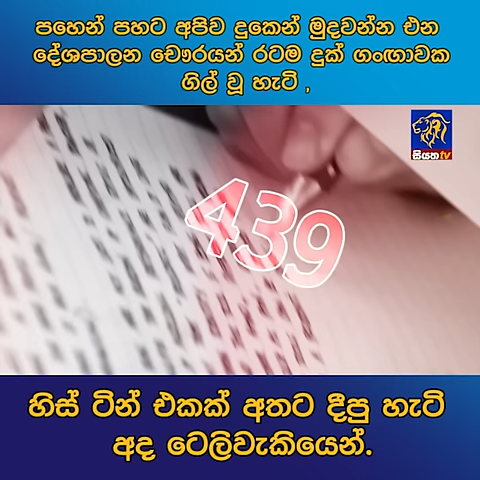 පහෙන් පහට අපිව දුකෙන් මුදවන්න එන
දේශපාලන චෞරයන් රටම දුක් ගංඟාවක
ගිල් වූ හැටි ,
සියත tv
439
හිස් ටින් එකක් අතට දීපු හැටි
අද ටෙලිවැකියෙන්.